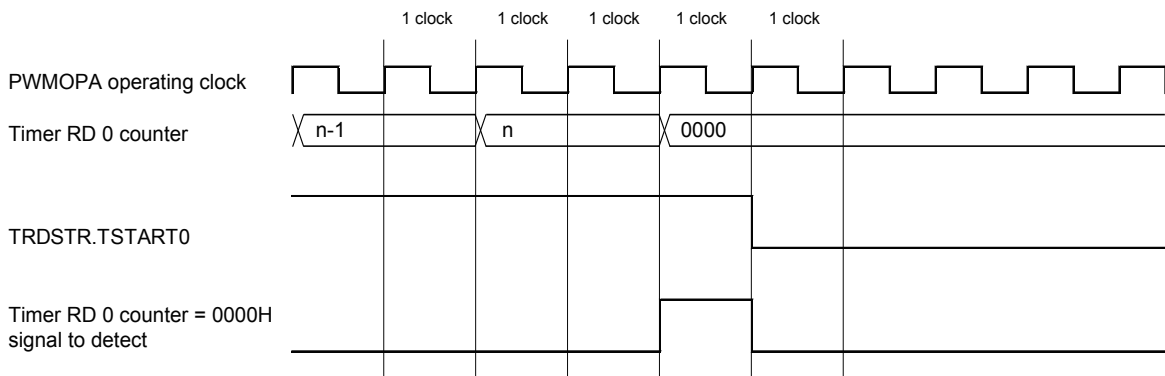 1 clock 1 clock 1 clock 1 clock 1 clock
PWMOPA operating clock
Timer RD 0 counter n-1 n 0000
TRDSTR.TSTART0
Timer RD 0 counter = 0000H
signal to detect